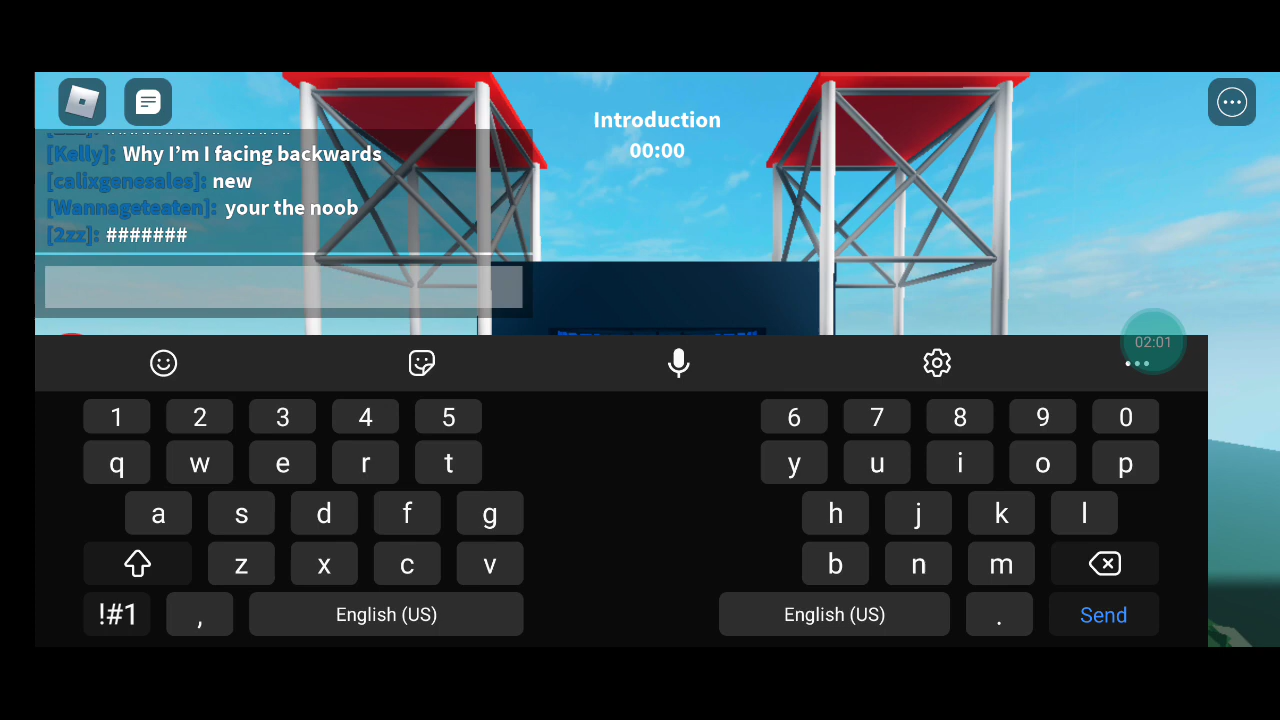 Introduction
00:00
[Kelly]: Why I'm I facing backwards
[calixgenesales]: new
[Wannageteaten]: your the noob
[2zz]: #######
02:01
1 2 3 4 5 6 7 8 9 0
q w e r t y u i o p
a s d f g h j k l
z x c v b n m
!#1 , English (US) English (US) . Send